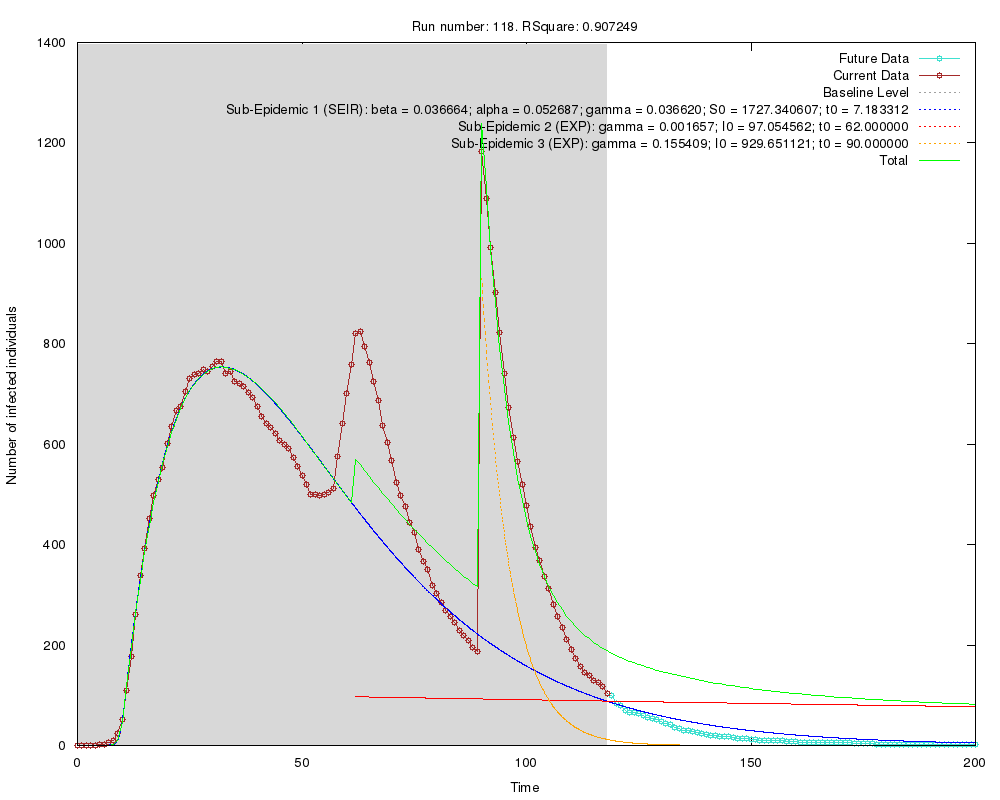 Run number: 118. RSquare: 0.907249
1400
1200
1000
800
600
400
200
0
Number of infected individuals
Future Data
Current Data
Baseline Level
Sub-Epidemic 1 (SEIR): beta = 0.036664; alpha = 0.052687; gamma = 0.036620; S0 = 1727.340607; t0 = 7.183312
Sub-Epidemic 2 (EXP): gamma = 0.001657; I0 = 97.054562; t0 = 62.000000
Sub-Epidemic 3 (EXP): gamma = 0.155409; I0 = 929.651121; t0 = 90.000000
Total
0
50
100
150
200
Time